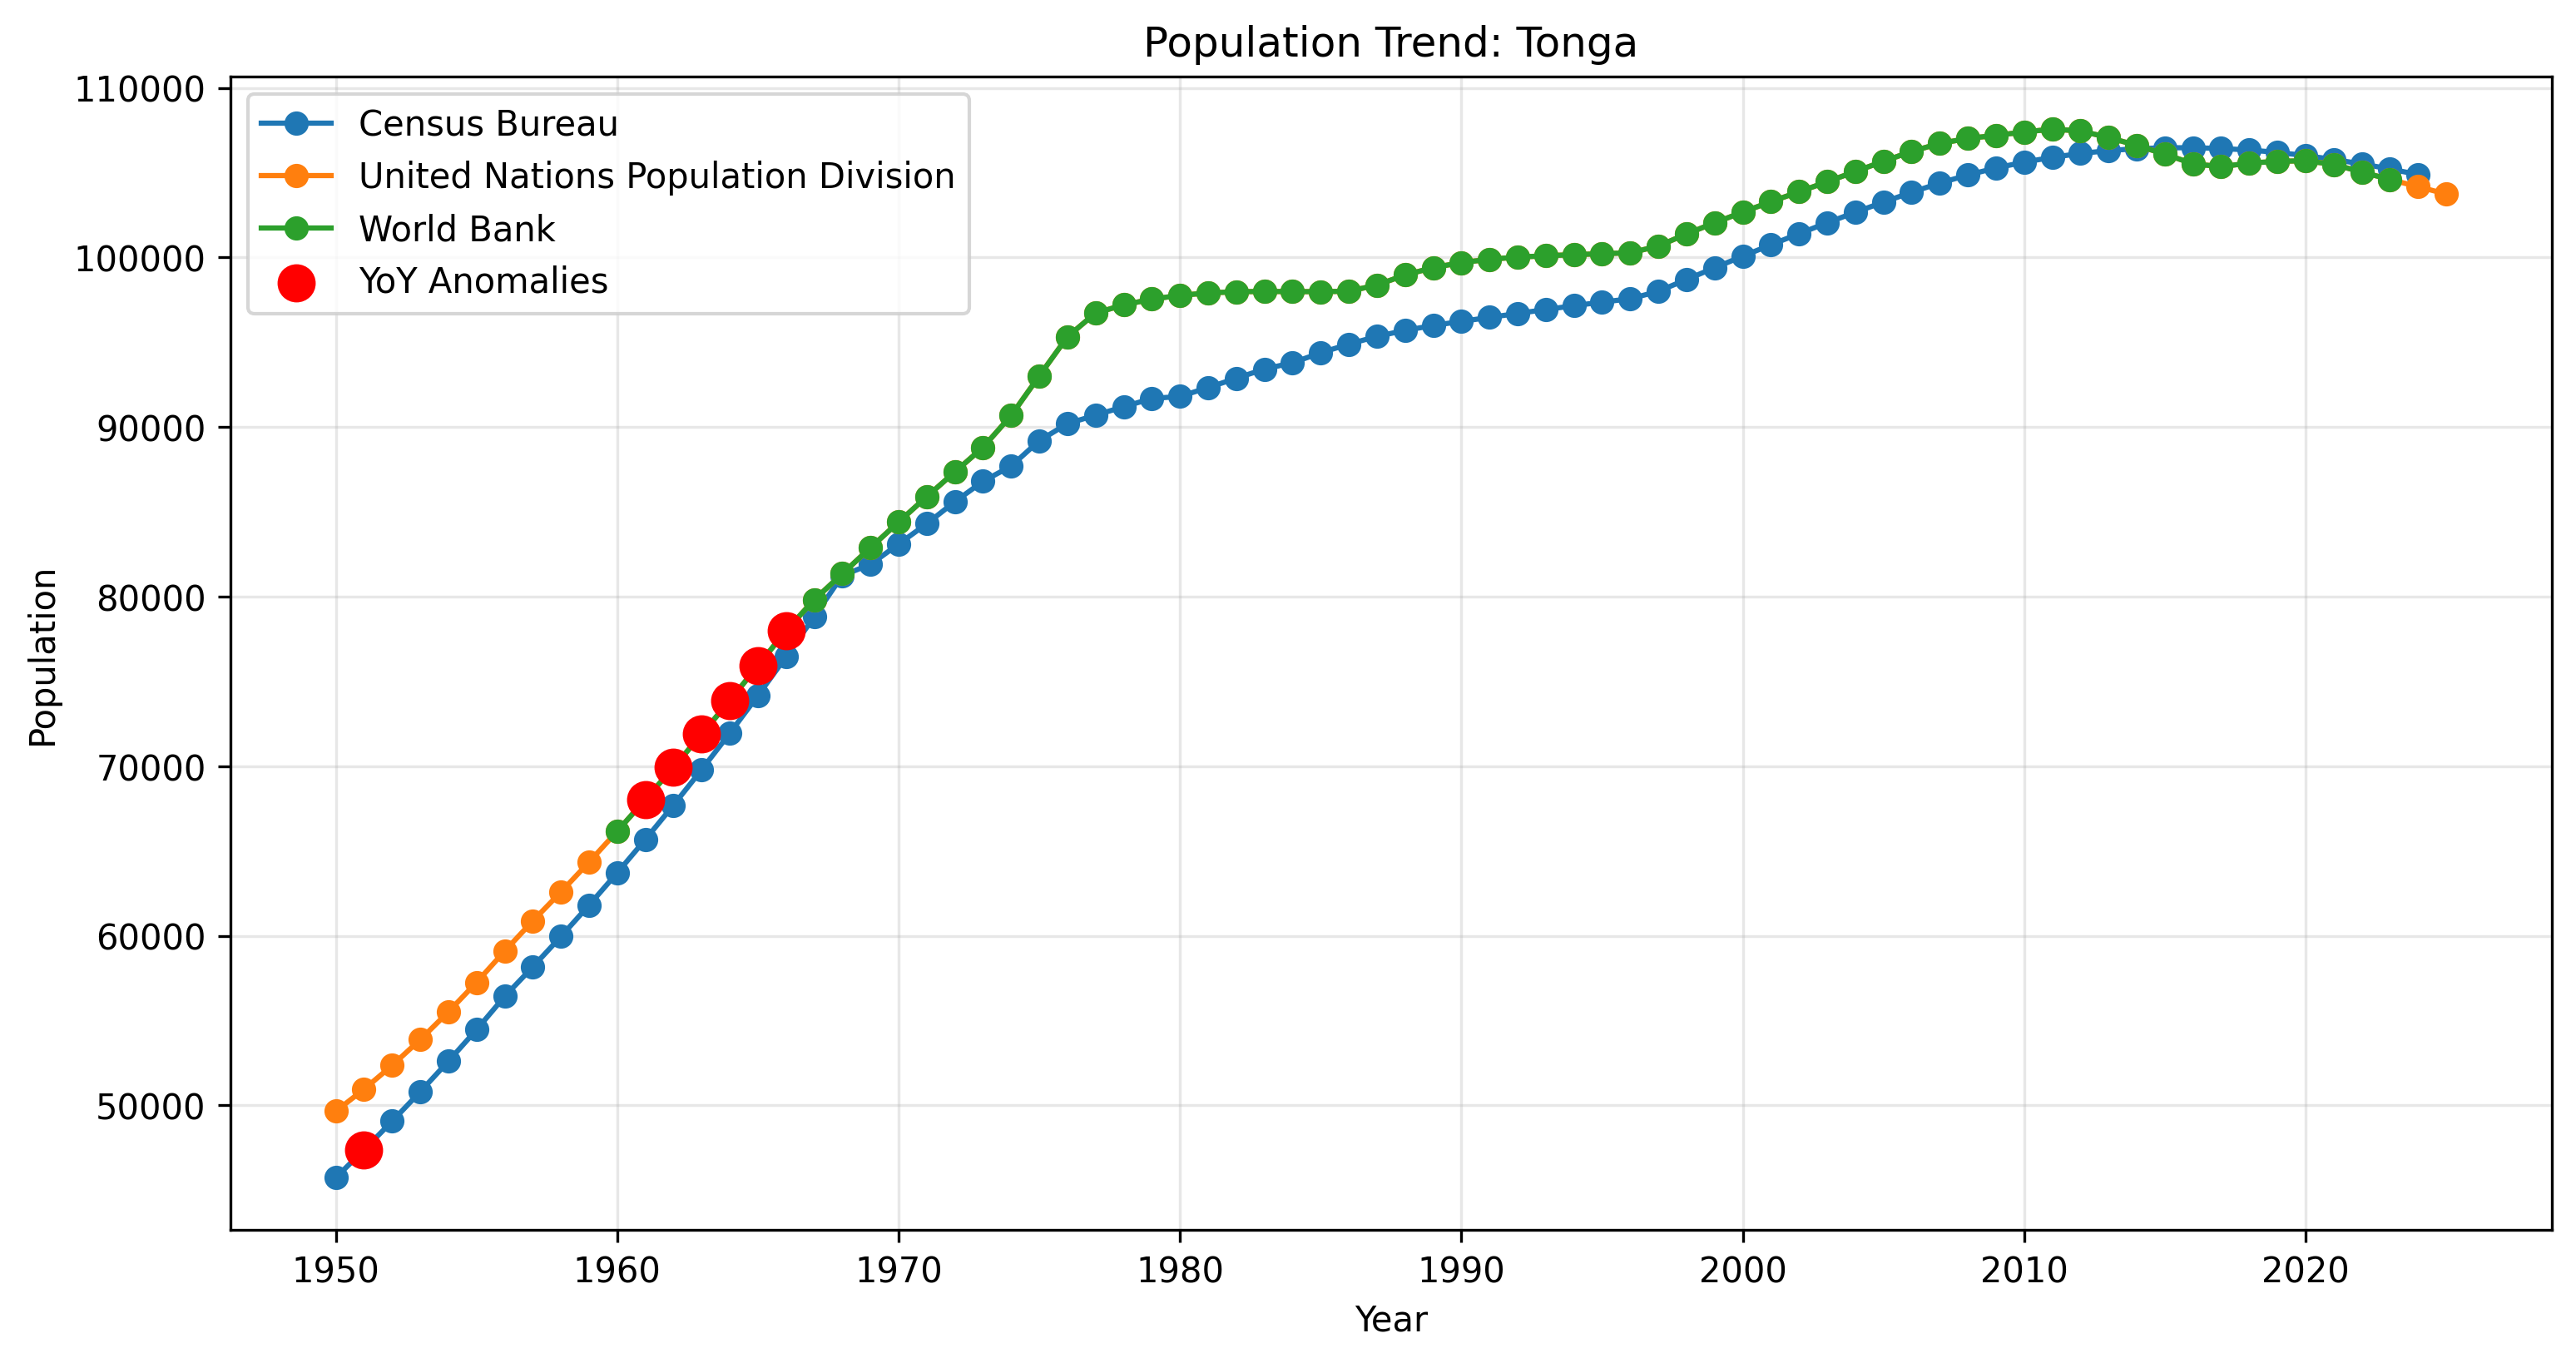 Population Trend: Tonga
110000
100000
90000
80000
70000
60000
50000
Population
Census Bureau
United Nations Population Division
World Bank
YoY Anomalies
1950 1960 1970 1980 1990 2000 2010 2020
Year